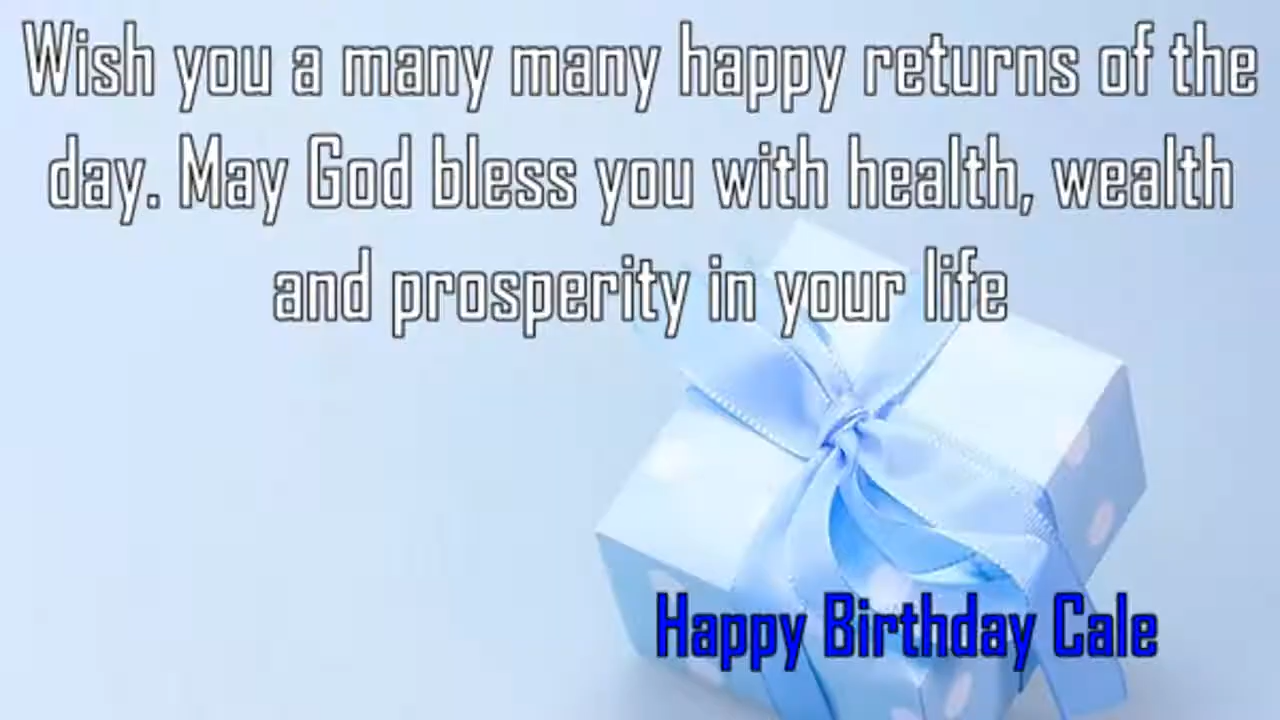 Wish you a many many happy returns of the
day. May God bless you with health, wealth
and prosperity in your life
Happy Birthday Cale